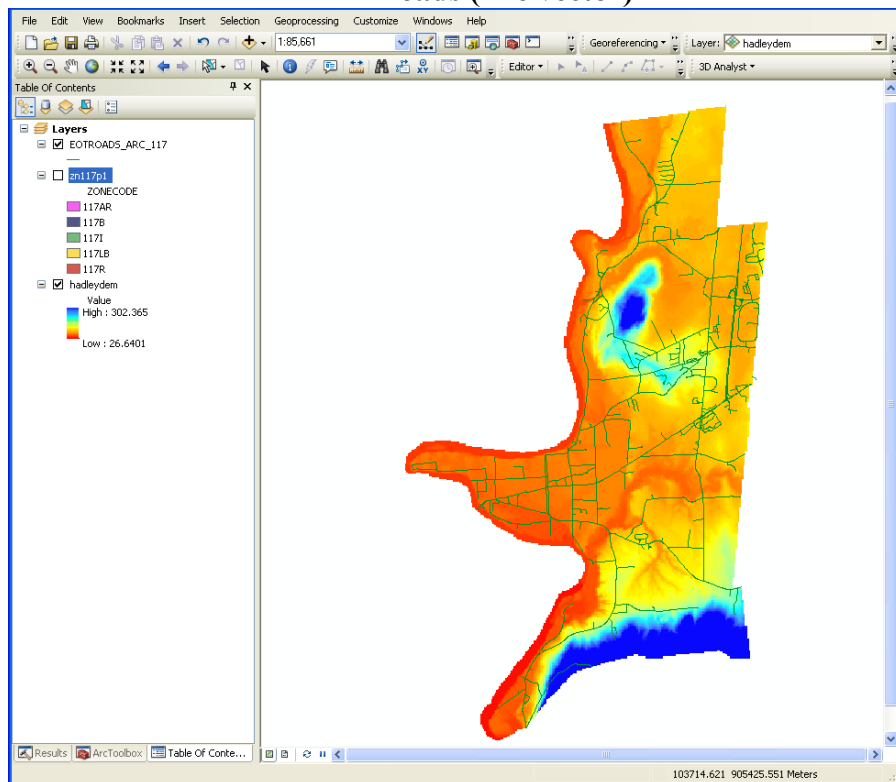 File Edit View Bookmarks Insert Selection Geoprocessing Customize Windows Help
1:85,661 Georeferencing Layer: hadleydem
Editor 3D Analyst
Table Of Contents
Layers
EOTROADS_ARC_117
zn117p1
ZONECODE
117AR
117B
117I
117LB
117R
hadleydem
Value
High : 302.365
Low : 26.6401
Results ArcToolbox Table Of Conte...
103714.621 905425.551 Meters